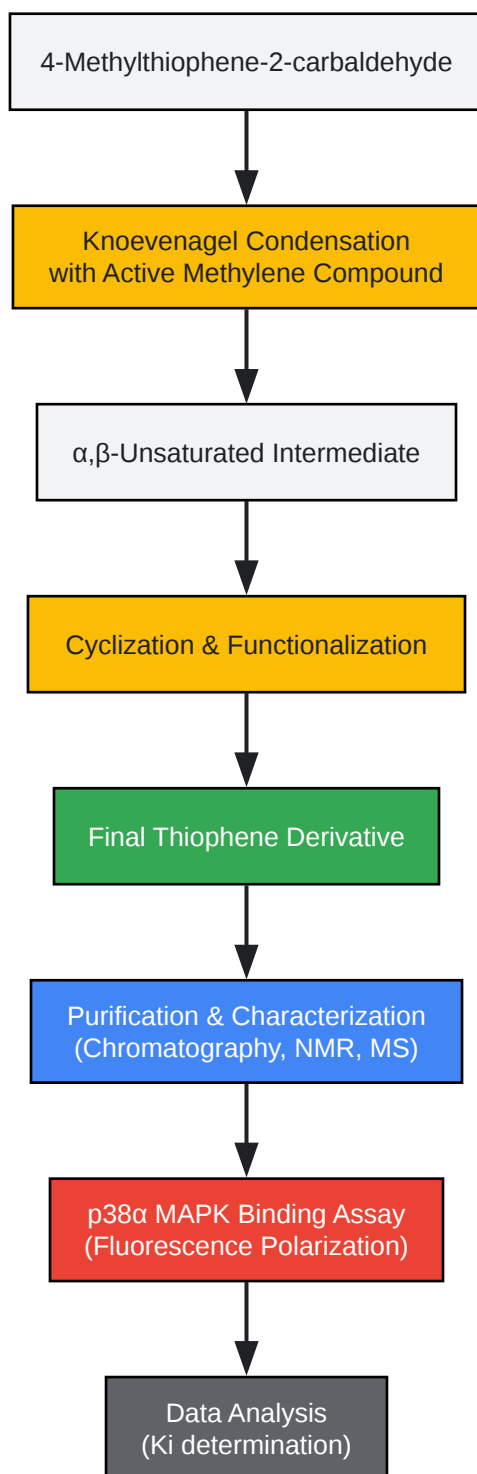 4-Methylthiophene-2-carbaldehyde
Knoevenagel Condensation
with Active Methylene Compound
α,β-Unsaturated Intermediate
Cyclization & Functionalization
Final Thiophene Derivative
Purification & Characterization
(Chromatography, NMR, MS)
p38α MAPK Binding Assay
(Fluorescence Polarization)
Data Analysis
(Ki determination)